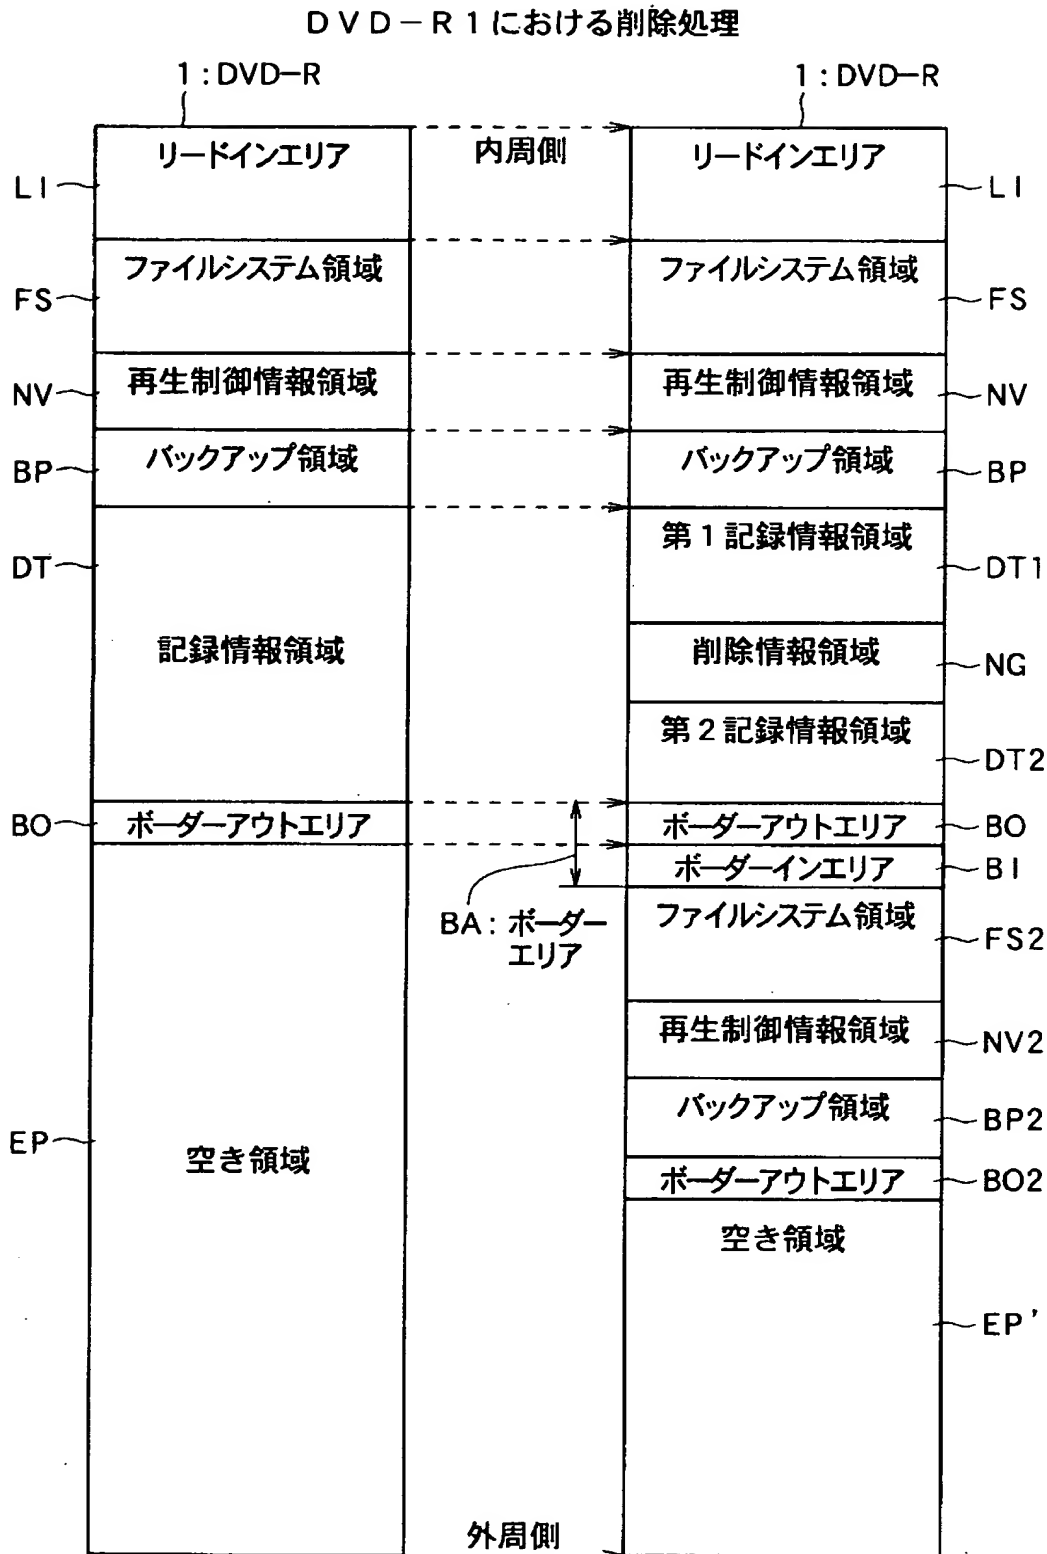 DVD－R1における削除処理
1：DVD－R
リードインエリア
LI
ファイルシステム領域
FS
再生制御情報領域
NV
バックアップ領域
BP
DT
記録情報領域
ボーダーアウトエリア
BO
空き領域
EP
内周側
BA：ボーダー
エリア
外周側
1：DVD－R
リードインエリア
LI
ファイルシステム領域
FS
再生制御情報領域
NV
バックアップ領域
BP
第1記録情報領域
DT1
削除情報領域
NG
第2記録情報領域
DT2
ボーダーアウトエリア
BO
ボーダーインエリア
BI
ファイルシステム領域
FS2
再生制御情報領域
NV2
バックアップ領域
BP2
ボーダーアウトエリア
BO2
空き領域
EP'